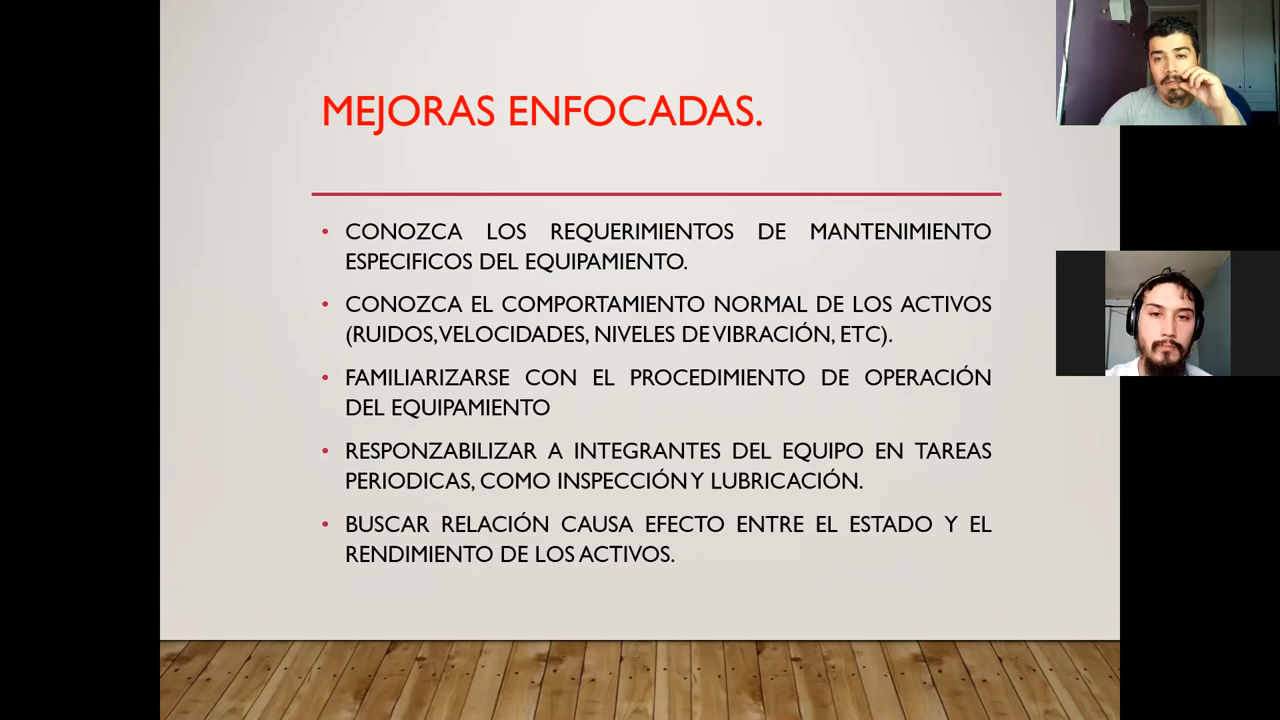 MEJORAS ENFOCADAS.
• CONOZCA LOS REQUERIMIENTOS DE MANTENIMIENTO
ESPECIFICOS DEL EQUIPAMIENTO.
• CONOZCA EL COMPORTAMIENTO NORMAL DE LOS ACTIVOS
(RUIDOS, VELOCIDADES, NIVELES DE VIBRACIÓN, ETC).
• FAMILIARIZARSE CON EL PROCEDIMIENTO DE OPERACIÓN
DEL EQUIPAMIENTO
• RESPONZABILIZAR A INTEGRANTES DEL EQUIPO EN TAREAS
PERIODICAS, COMO INSPECCIÓN Y LUBRICACIÓN.
• BUSCAR RELACIÓN CAUSA EFECTO ENTRE EL ESTADO Y EL
RENDIMIENTO DE LOS ACTIVOS.